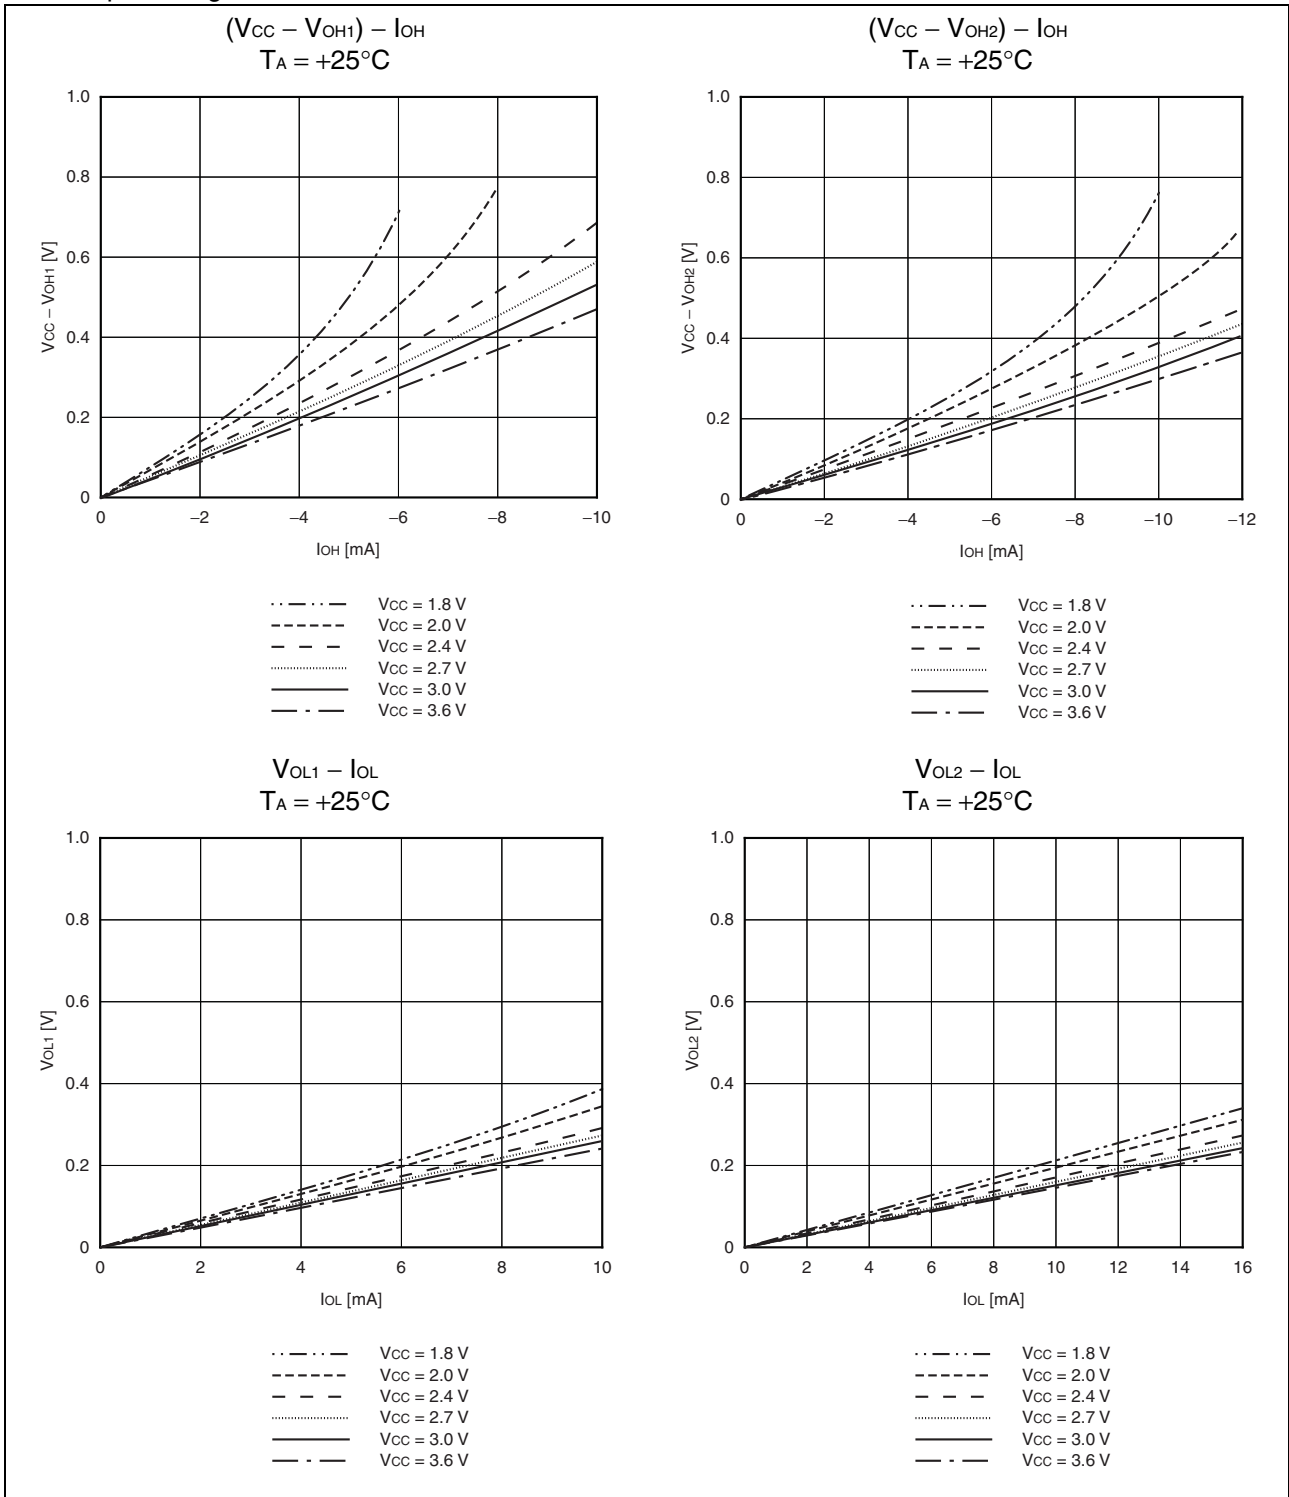 (VCC – VOH1) – IOH
TA = +25°C
1.0
0.8
0.6
0.4
0.2
0
VCC – VOH1 [V]
0 –2 –4 –6 –8 –10
IOH [mA]
VCC = 1.8 V
VCC = 2.0 V
VCC = 2.4 V
VCC = 2.7 V
VCC = 3.0 V
VCC = 3.6 V
(VCC – VOH2) – IOH
TA = +25°C
1.0
0.8
0.6
0.4
0.2
0
VCC – VOH2 [V]
0 –2 –4 –6 –8 –10 –12
IOH [mA]
VCC = 1.8 V
VCC = 2.0 V
VCC = 2.4 V
VCC = 2.7 V
VCC = 3.0 V
VCC = 3.6 V
VOL1 – IOL
TA = +25°C
1.0
0.8
0.6
0.4
0.2
0
VOL1 [V]
0 2 4 6 8 10
IOL [mA]
VCC = 1.8 V
VCC = 2.0 V
VCC = 2.4 V
VCC = 2.7 V
VCC = 3.0 V
VCC = 3.6 V
VOL2 – IOL
TA = +25°C
1.0
0.8
0.6
0.4
0.2
0
VOL2 [V]
0 2 4 6 8 10 12 14 16
IOL [mA]
VCC = 1.8 V
VCC = 2.0 V
VCC = 2.4 V
VCC = 2.7 V
VCC = 3.0 V
VCC = 3.6 V